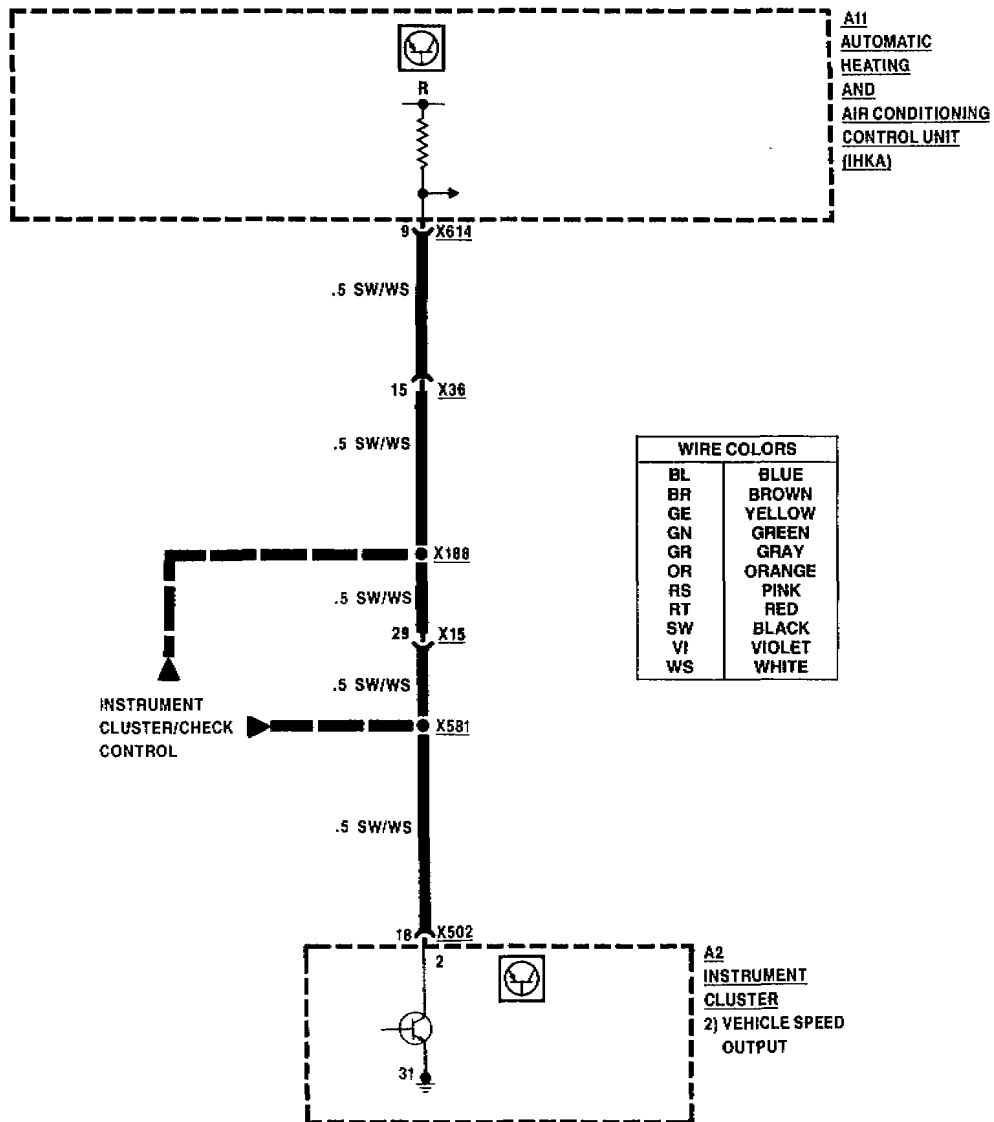 A11
AUTOMATIC
HEATING
AND
AIR CONDITIONING
CONTROL UNIT
(IHKA)
R
9 X614
.5 SW/WS
15 X36
.5 SW/WS
X188
.5 SW/WS
29 X15
.5 SW/WS
INSTRUMENT
CLUSTER/CHECK
CONTROL
X581
.5 SW/WS
18 X502
2
31
A2
INSTRUMENT
CLUSTER
2) VEHICLE SPEED
OUTPUT
WIRE COLORS
BL BLUE
BR BROWN
GE YELLOW
GN GREEN
GR GRAY
OR ORANGE
RS PINK
RT RED
SW BLACK
VI VIOLET
WS WHITE